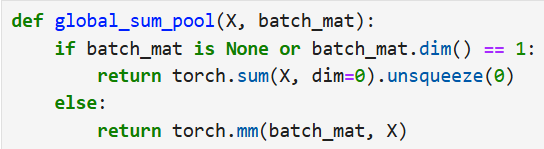 def global_sum_pool(X, batch_mat):
    if batch_mat is None or batch_mat.dim() == 1:
        return torch.sum(X, dim=0).unsqueeze(0)
    else:
        return torch.mm(batch_mat, X)